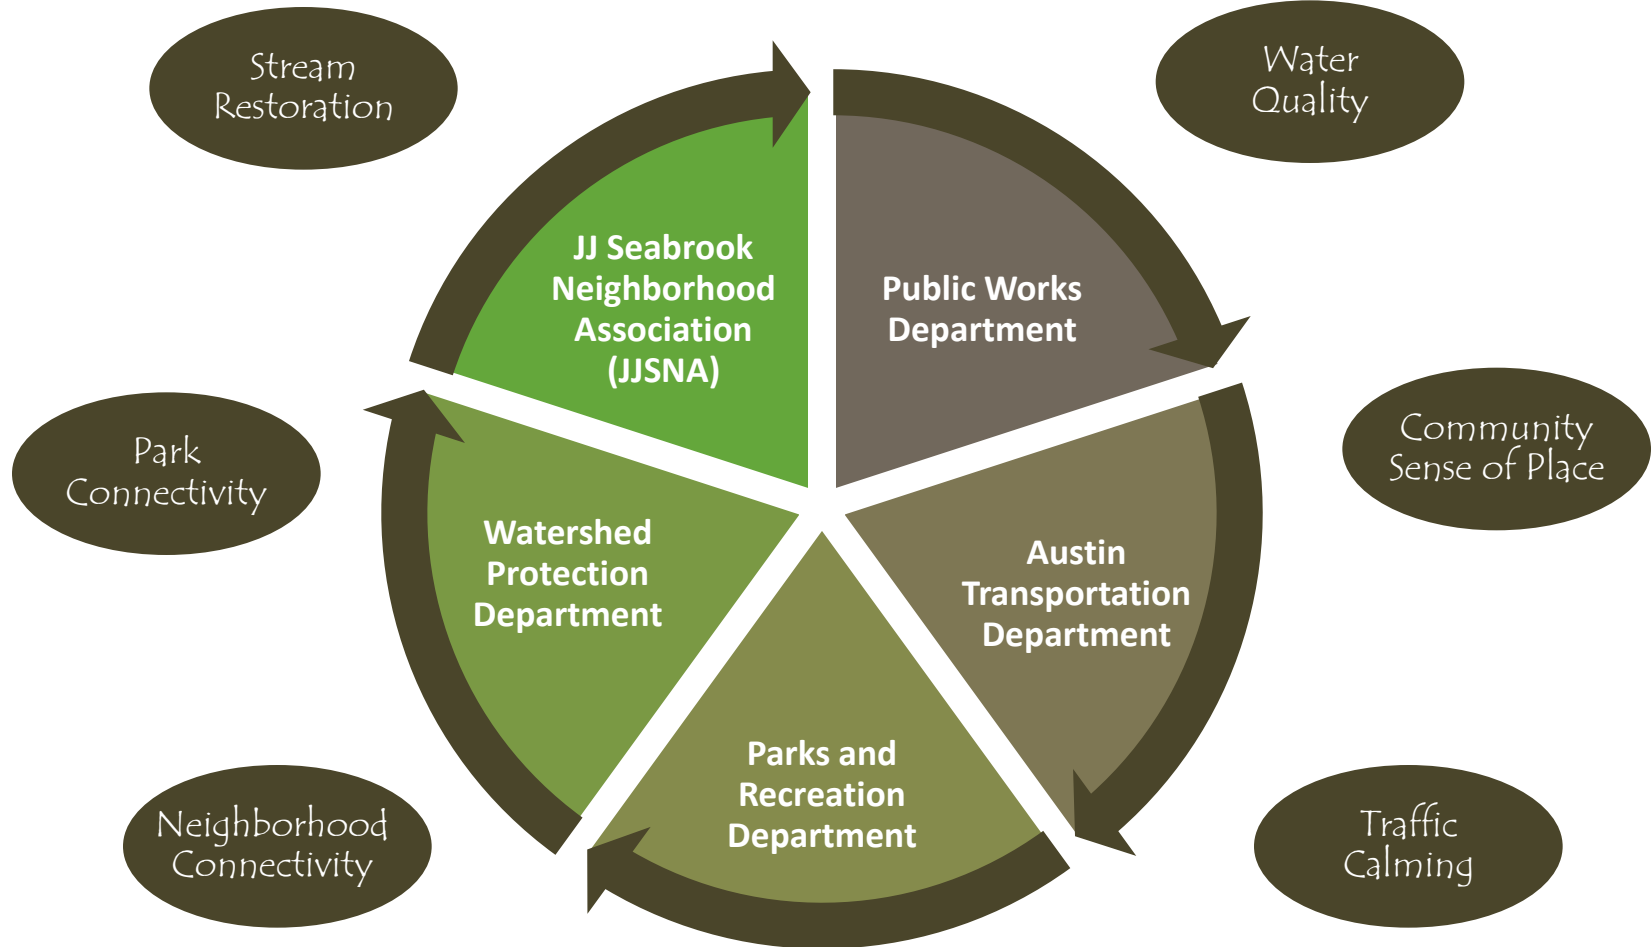 Stream
Restoration
Water
Quality
JJ Seabrook
Neighborhood
Association
(JJSNA)
Public Works
Department
Park
Connectivity
Community
Sense of Place
Watershed
Protection
Department
Austin
Transportation
Department
Parks and
Recreation
Department
Neighborhood
Connectivity
Traffic
Calming